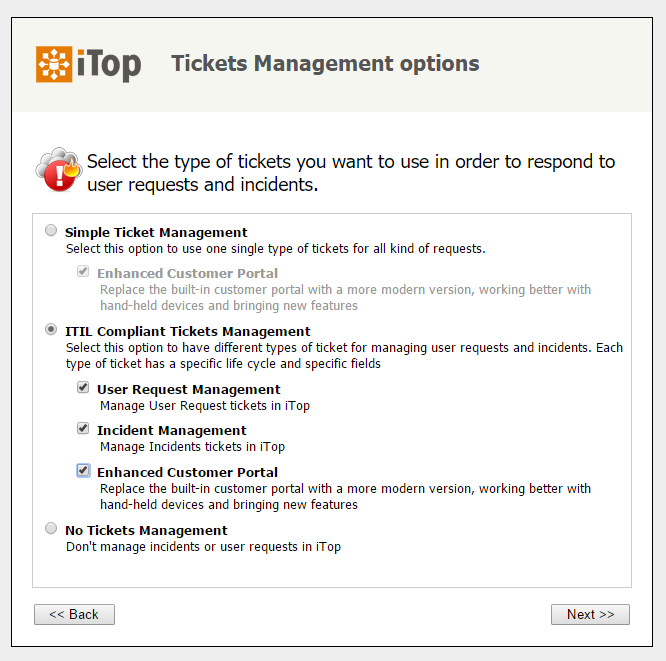 iTop Tickets Management options
Select the type of tickets you want to use in order to respond to
user requests and incidents.
Simple Ticket Management
Select this option to use one single type of tickets for all kind of requests.
Enhanced Customer Portal
Replace the built-in customer portal with a more modern version, working better with
hand-held devices and bringing new features
ITIL Compliant Tickets Management
Select this option to have different types of ticket for managing user requests and incidents. Each
type of ticket has a specific life cycle and specific fields
User Request Management
Manage User Request tickets in iTop
Incident Management
Manage Incidents tickets in iTop
Enhanced Customer Portal
Replace the built-in customer portal with a more modern version, working better with
hand-held devices and bringing new features
No Tickets Management
Don't manage incidents or user requests in iTop
<< Back Next >>